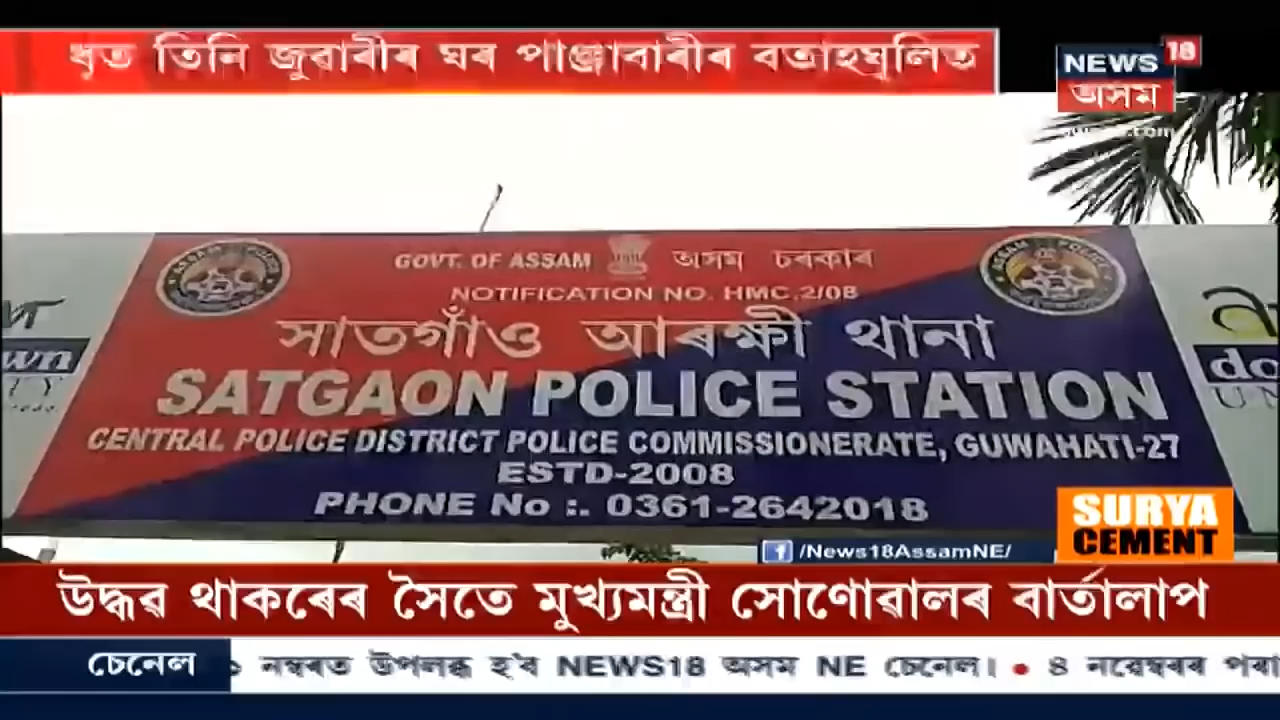 ধৃত তিনি জুৱাৰীৰ ঘৰ পাঞ্জাবাৰীৰ বতাহঘূলিত
NEWS 18
অসম
GOVT. OF ASSAM অসম চৰকাৰ
NOTIFICATION NO. HMC.2/08
সাতগাঁও আৰক্ষী থানা
SATGAON POLICE STATION
CENTRAL POLICE DISTRICT POLICE COMMISSIONERATE, GUWAHATI-27
ESTD-2008
PHONE No :. 0361-2642018
SURYA
CEMENT
/News18AssamNE/
উদ্ধৱ থাকৰেৰ সৈতে মুখ্যমন্ত্ৰী সোণোৱালৰ বাৰ্তালাপ
চেনেল নম্বৰত উপলব্ধ হ'ব NEWS18 অসম NE চেনেল। • ৪ নৱেম্বৰৰ পৰা